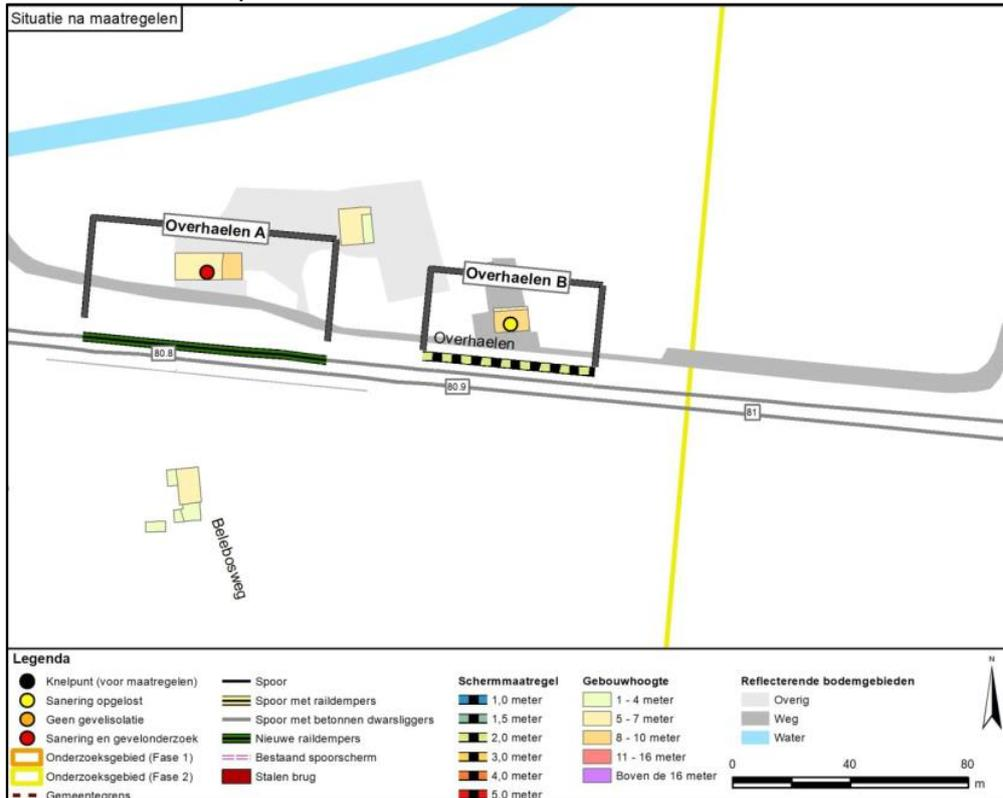 Situatie na maatregelen
Overhaelen A
Overhaelen B
Overhaelen
80.8
80.9
81
Belebosweg
Legenda
Knelpunt (voor maatregelen)
Sanering opgelost
Geen gevelisolatie
Sanering en gevelonderzoek
Onderzoeksgebied (Fase 1)
Onderzoeksgebied (Fase 2)
Gemeentegrens
Spoor
Spoor met raildempers
Spoor met betonnen dwarsliggers
Nieuwe raildempers
Bestaand spoorscherm
Stalen brug
Schermmaatregel
1,0 meter
1,5 meter
2,0 meter
3,0 meter
4,0 meter
5,0 meter
Gebouwhoogte
1 - 4 meter
5 - 7 meter
8 - 10 meter
11 - 16 meter
Boven de 16 meter
Reflecterende bodemgebieden
Overig
Weg
Water
N
0 40 80
m